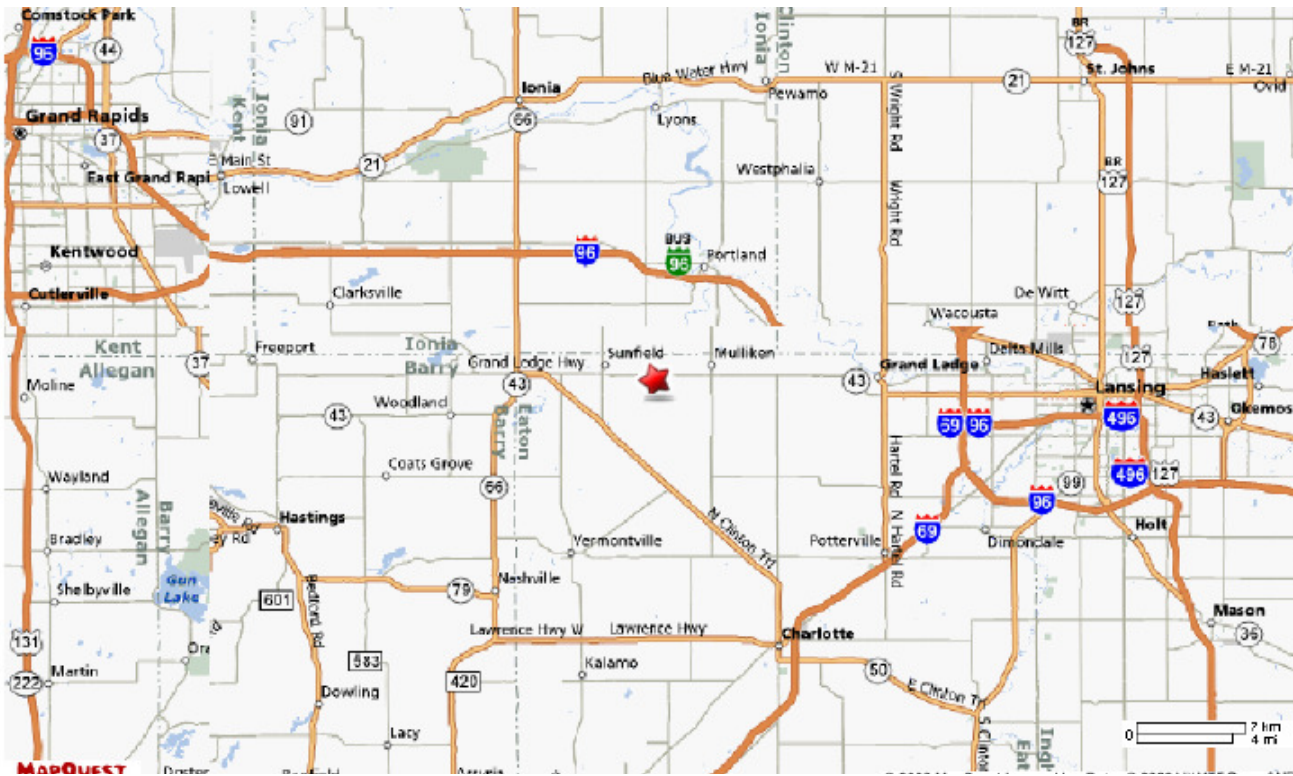 Comstock Park
96
44
Grand Rapids
37
East Grand Rapi
Kentwood
Cutlerville
Ionia
Kent
91
Main St
Lowell
21
Ionia
66
Blue Water Hwy
Lyons
Clinton
Ionia
Pewamo
W M-21
S Wright Rd
21
BR
127
St. Johns
E M-21
Ovid
Westphalia
Wright Rd
BR
127
96
BUS
96
Portland
Clarksville
De Witt
127
Wacousta
Kent
Allegan
37
Freeport
Ionia
Barry
Grand Ledge Hwy
Sunfield
Mulliken
43
Grand Ledge
Delta Mills
127
78
Haslett
Moline
43
Woodland
43
Eaton
Barry
Lansing
69
96
496
43
Okemos
Coats Grove
Hartel Rd
Wayland
66
99
496
127
Barry
Allegan
Hastings
N Clinton Trl
N Hartel Rd
96
69
Holt
Bradley
Vermontville
Potterville
Dimondale
Gun
Lake
Shelbyville
601
Bedford Rd
79
Nashville
Mason
36
131
Lawrence Hwy W
Lawrence Hwy
Charlotte
583
Kalamo
50
222
Martin
420
E Clinton Trl
Dowling
Lacy
0
4 mi
MAPQUEST